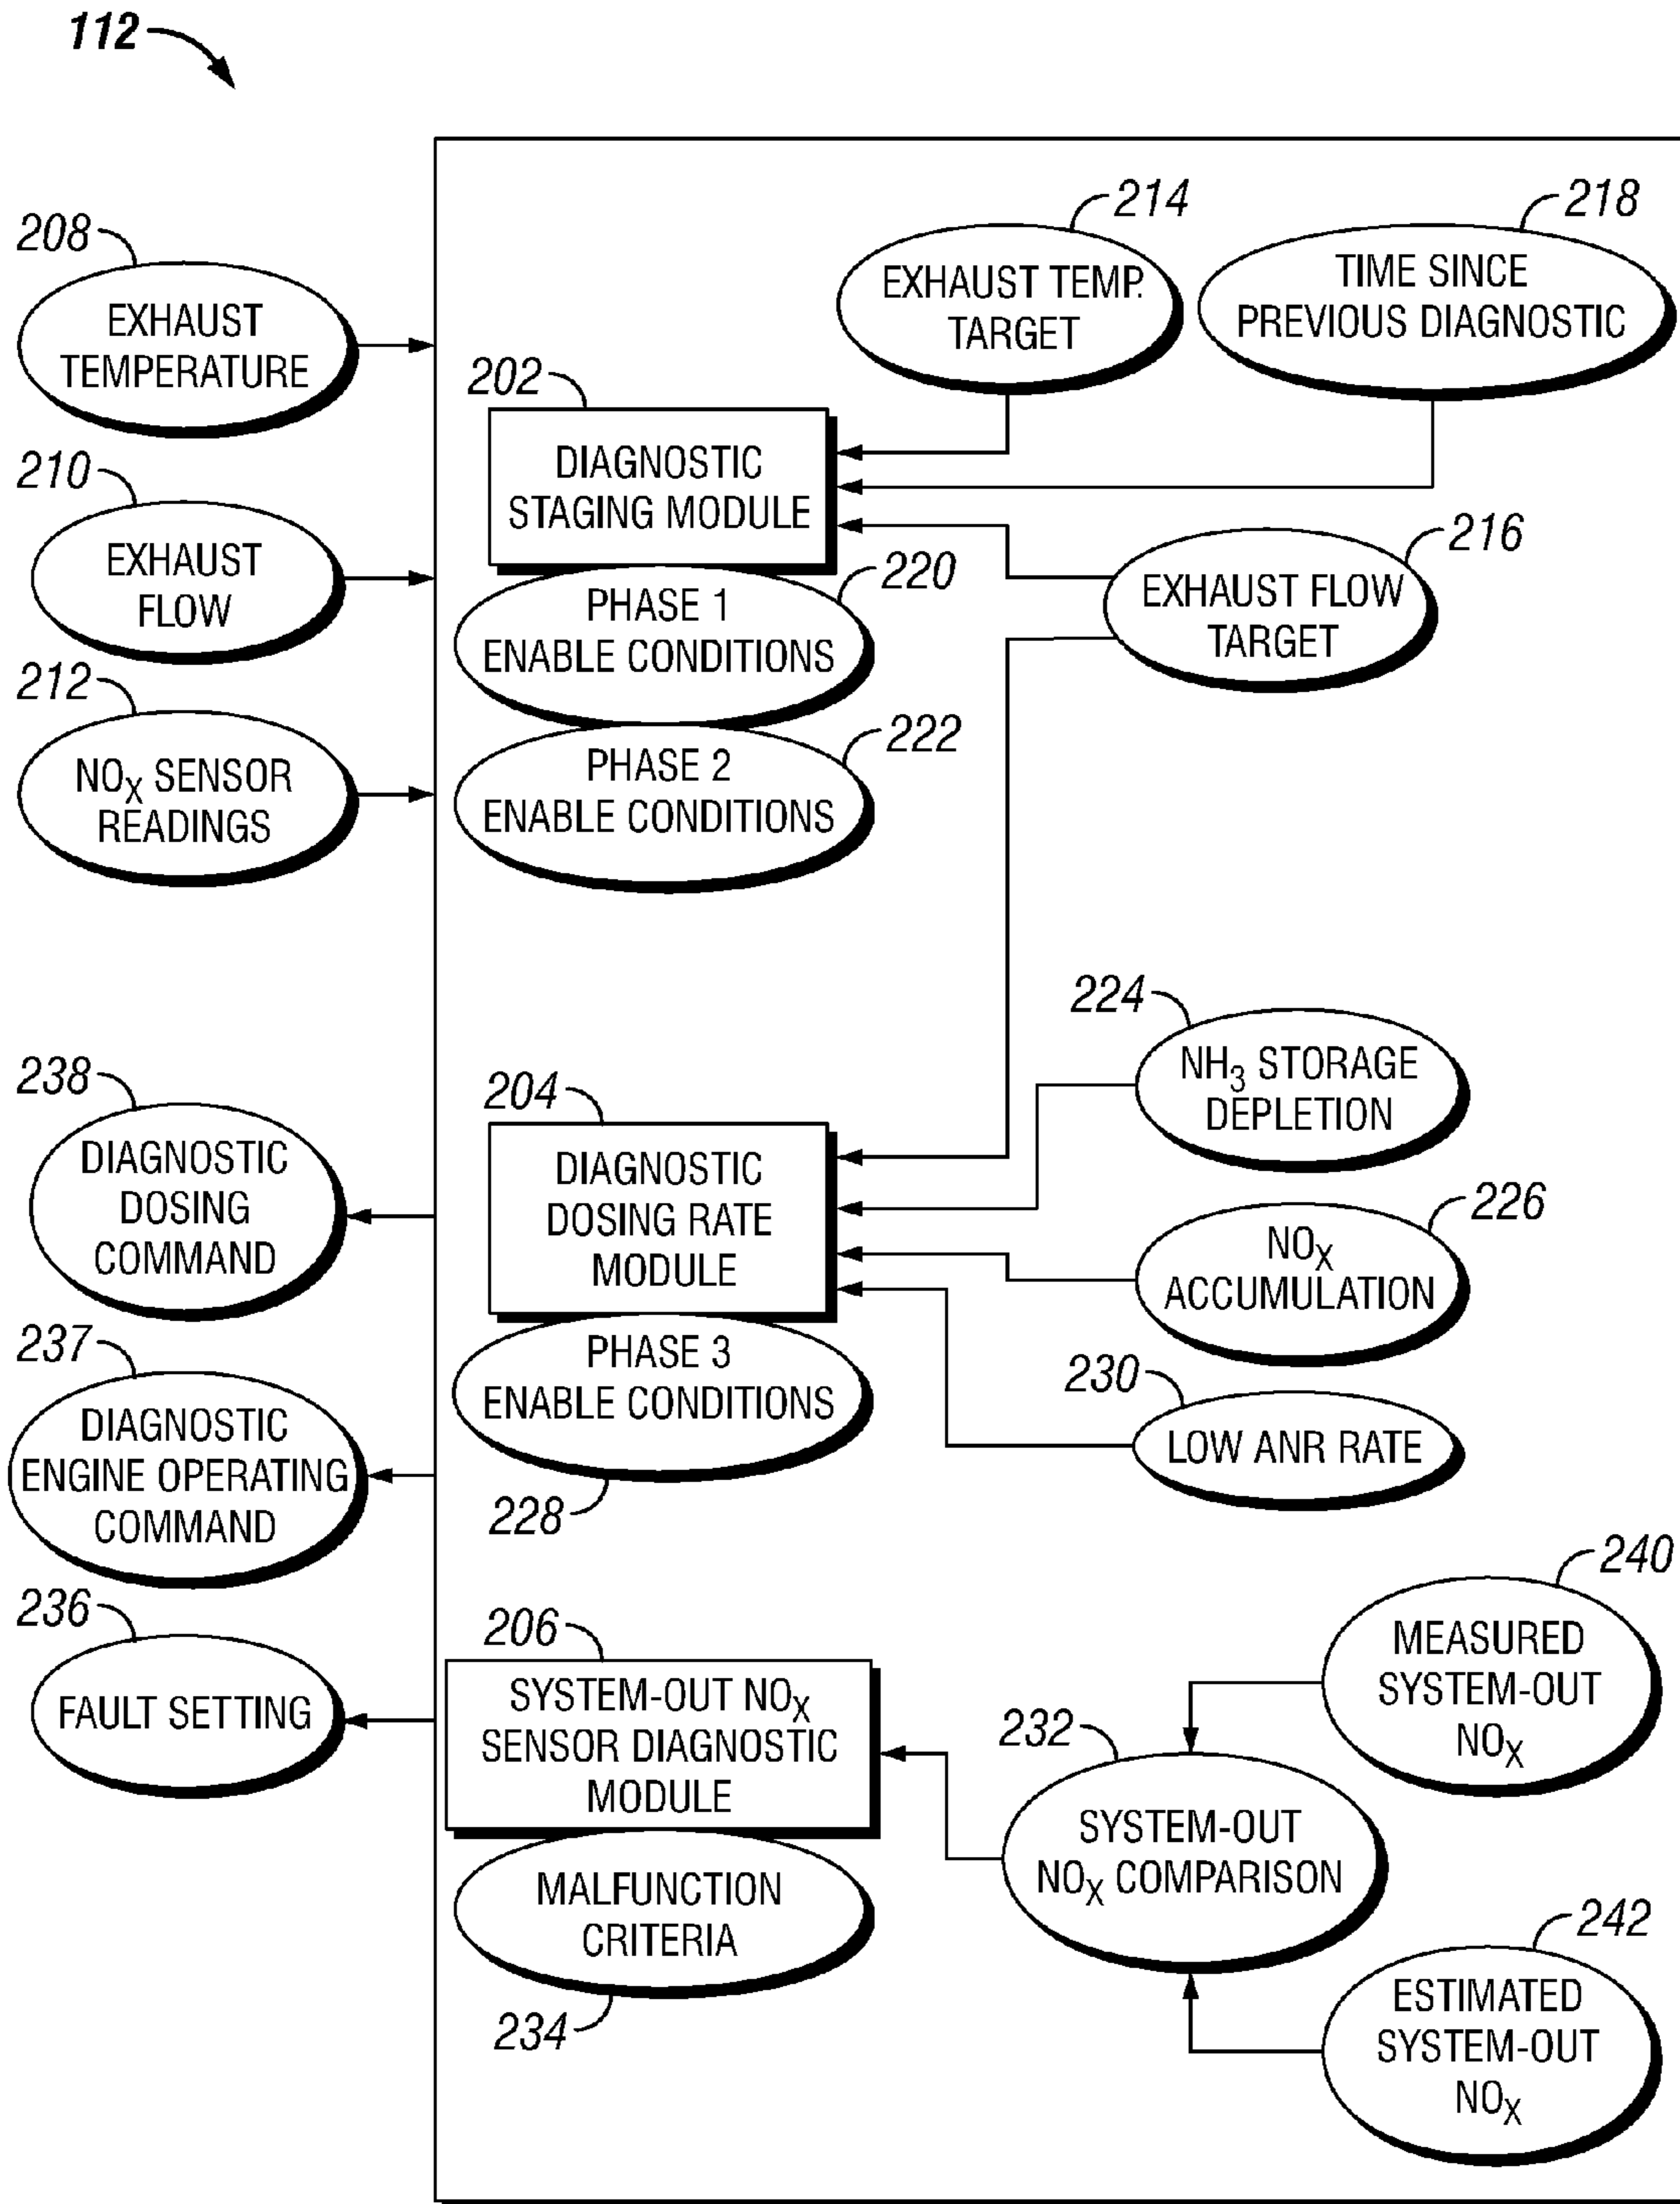 112
208
EXHAUST
TEMPERATURE
210
EXHAUST
FLOW
212
NOX SENSOR
READINGS
214
EXHAUST TEMP.
TARGET
218
TIME SINCE
PREVIOUS DIAGNOSTIC
202
DIAGNOSTIC
STAGING MODULE
216
EXHAUST FLOW
TARGET
220
PHASE 1
ENABLE CONDITIONS
222
PHASE 2
ENABLE CONDITIONS
238
DIAGNOSTIC
DOSING
COMMAND
237
DIAGNOSTIC
ENGINE OPERATING
COMMAND
236
FAULT SETTING
204
DIAGNOSTIC
DOSING RATE
MODULE
PHASE 3
ENABLE CONDITIONS
228
224
NH3 STORAGE
DEPLETION
226
NOX
ACCUMULATION
230
LOW ANR RATE
206
SYSTEM-OUT NOX
SENSOR DIAGNOSTIC
MODULE
MALFUNCTION
CRITERIA
234
232
SYSTEM-OUT
NOX COMPARISON
240
MEASURED
SYSTEM-OUT
NOX
242
ESTIMATED
SYSTEM-OUT
NOX